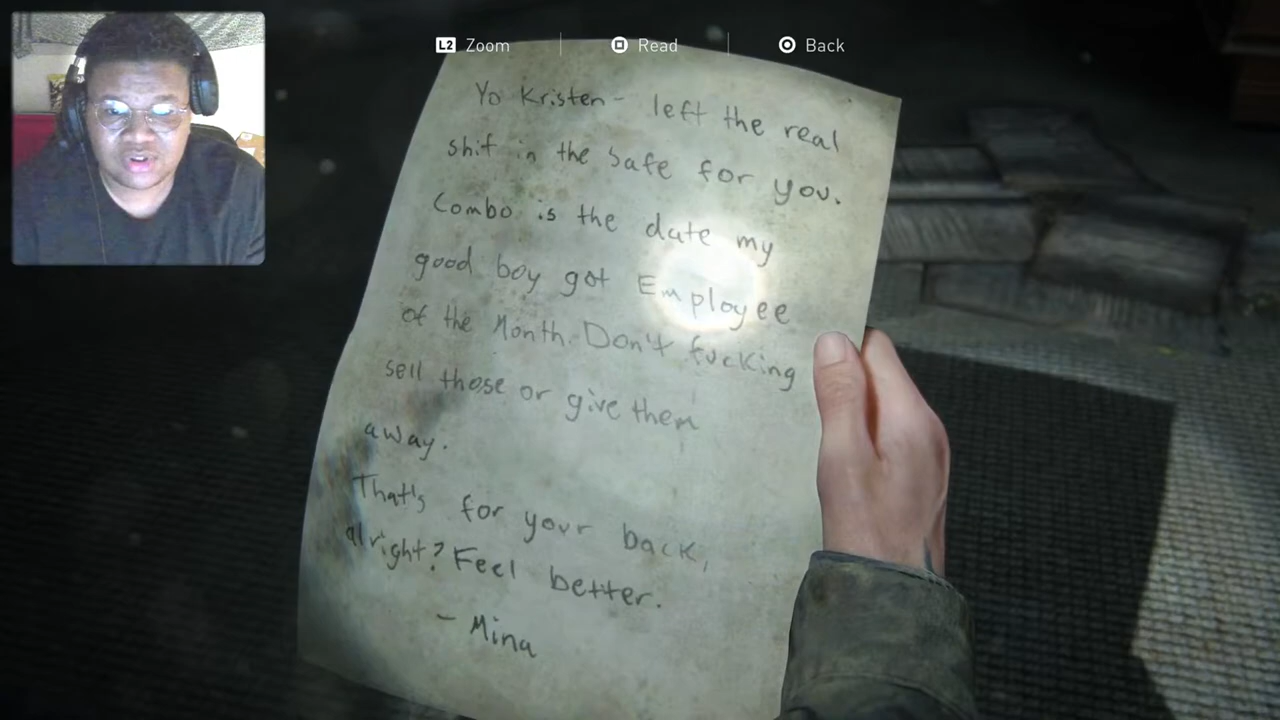 L2 Zoom Read Back
Yo Kristen - left the real
shit in the safe for you.
Combo is the date my
good boy got Employee
of the Month. Don't fucking
sell those or give them
away.
That's for your back,
alright? Feel better.
- Mina